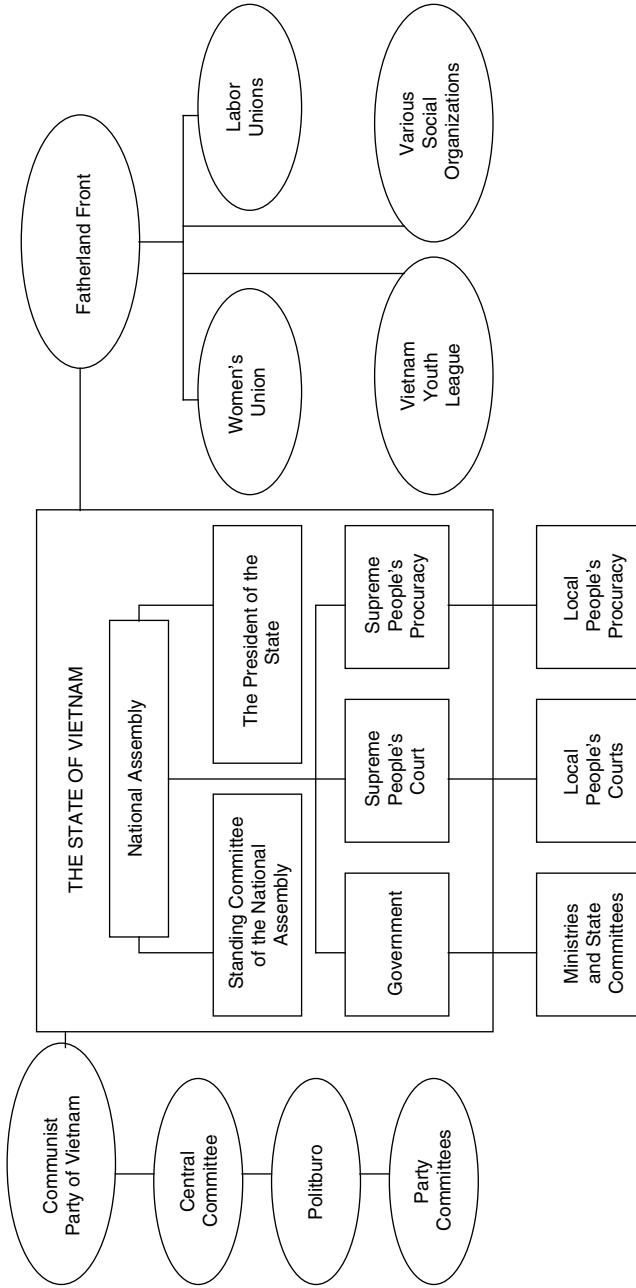 Communist
Party of Vietnam
Central
Committee
Politburo
Party
Committees
THE STATE OF VIETNAM
National Assembly
Standing Committee
of the National
Assembly
The President of the
State
Government
Supreme
People's
Court
Supreme
People's
Procuracy
Ministries
and State
Committees
Local
People's
Courts
Local
People's
Procuracy
Fatherland Front
Women's
Union
Labor
Unions
Vietnam
Youth
League
Various
Social
Organizations